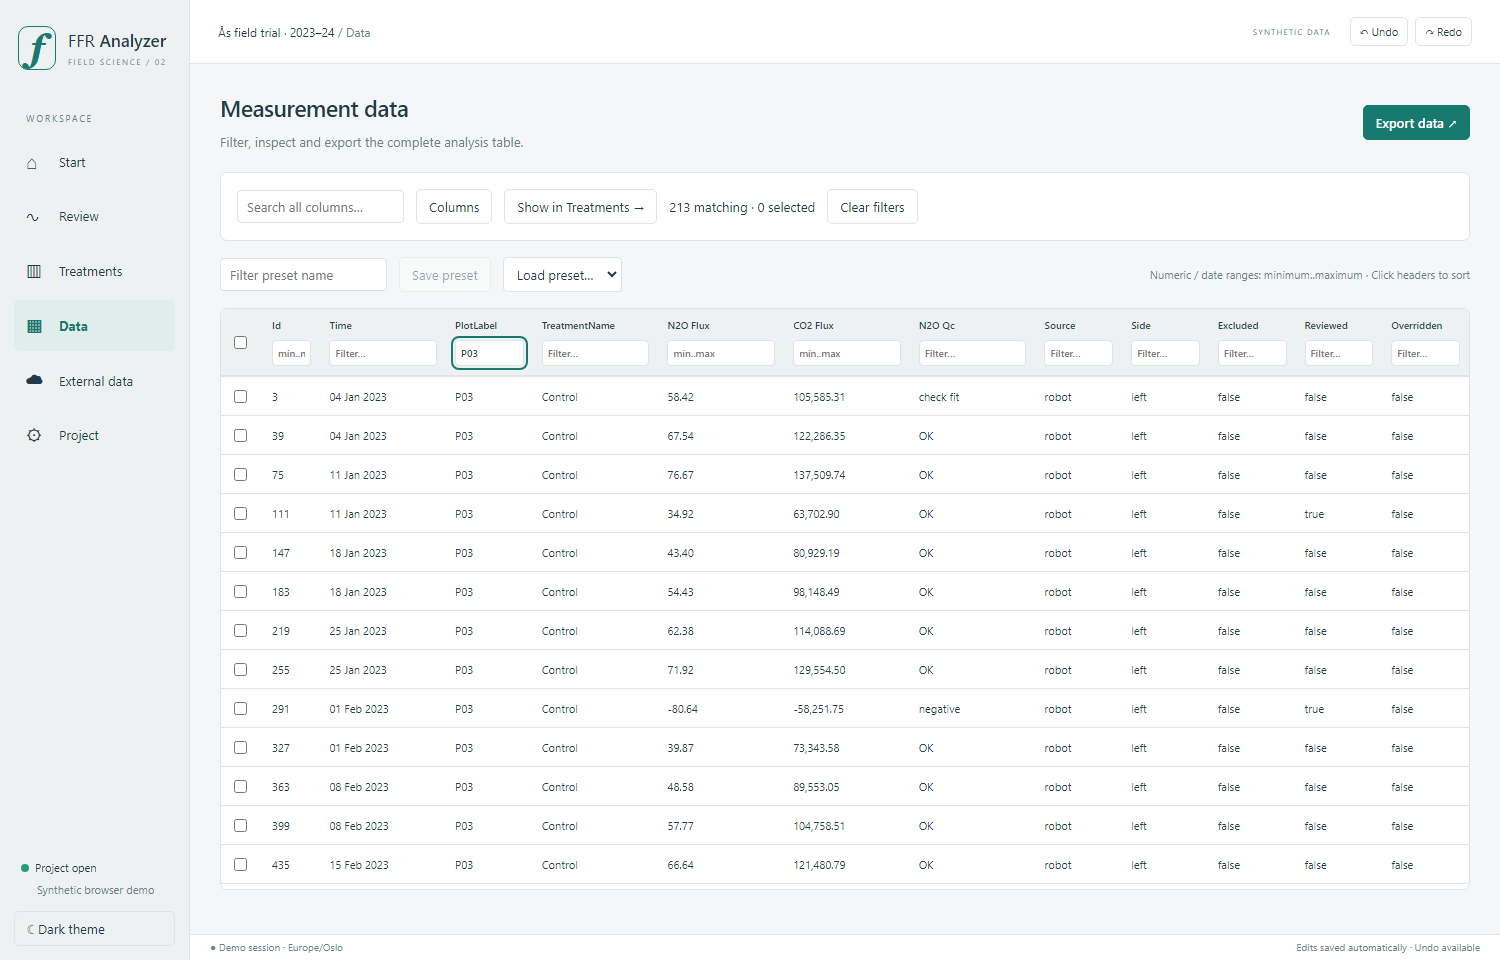 f FFR Analyzer
FIELD SCIENCE / 02
WORKSPACE
Start
Review
Treatments
Data
External data
Project
Project open
Synthetic browser demo
Dark theme
Ås field trial · 2023–24 / Data
SYNTHETIC DATA
↶ Undo
↷ Redo
Measurement data
Filter, inspect and export the complete analysis table.
Export data ↗
Search all columns...
Columns
Show in Treatments →
213 matching · 0 selected
Clear filters
Filter preset name
Save preset
Load preset...
Numeric / date ranges: minimum..maximum · Click headers to sort
Id Time PlotLabel TreatmentName N2O Flux CO2 Flux N2O Qc Source Side Excluded Reviewed Overridden
min..m Filter... P03 Filter... min..max min..max Filter... Filter... Filter... Filter... Filter... Filter...
3 04 Jan 2023 P03 Control 58.42 105,585.31 check fit robot left false false false
39 04 Jan 2023 P03 Control 67.54 122,286.35 OK robot left false false false
75 11 Jan 2023 P03 Control 76.67 137,509.74 OK robot left false false false
111 11 Jan 2023 P03 Control 34.92 63,702.90 OK robot left false true false
147 18 Jan 2023 P03 Control 43.40 80,929.19 OK robot left false false false
183 18 Jan 2023 P03 Control 54.43 98,148.49 OK robot left false false false
219 25 Jan 2023 P03 Control 62.38 114,088.69 OK robot left false false false
255 25 Jan 2023 P03 Control 71.92 129,554.50 OK robot left false false false
291 01 Feb 2023 P03 Control -80.64 -58,251.75 negative robot left false true false
327 01 Feb 2023 P03 Control 39.87 73,343.58 OK robot left false false false
363 08 Feb 2023 P03 Control 48.58 89,553.05 OK robot left false false false
399 08 Feb 2023 P03 Control 57.77 104,758.51 OK robot left false false false
435 15 Feb 2023 P03 Control 66.64 121,480.79 OK robot left false false false
Demo session · Europe/Oslo
Edits saved automatically · Undo available